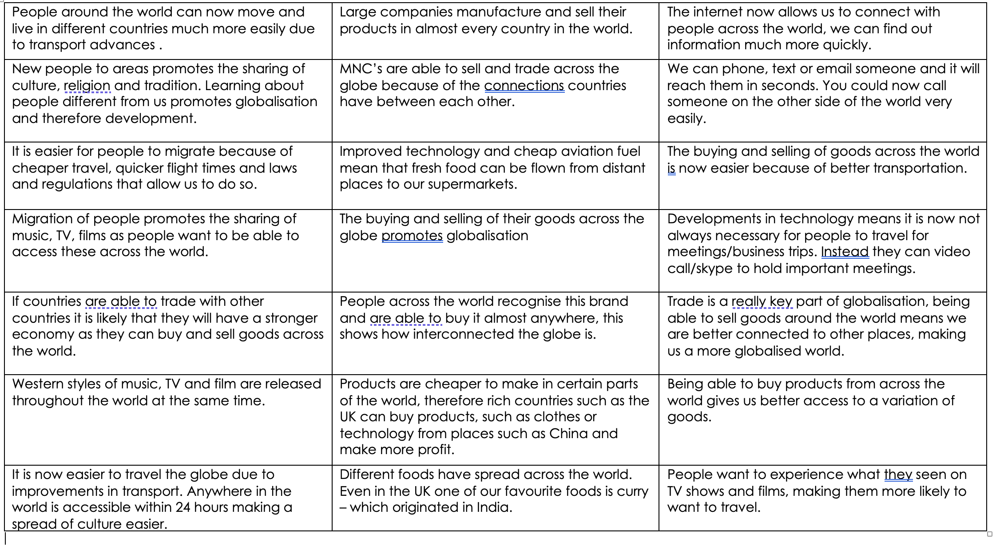 People around the world can now move and
live in different countries much more easily due
to transport advances .
Large companies manufacture and sell their
products in almost every country in the world.
The internet now allows us to connect with
people across the world, we can find out
information much more quickly.
New people to areas promotes the sharing of
culture, religion and tradition. Learning about
people different from us promotes globalisation
and therefore development.
MNC’s are able to sell and trade across the
globe because of the connections countries
have between each other.
We can phone, text or email someone and it will
reach them in seconds. You could now call
someone on the other side of the world very
easily.
It is easier for people to migrate because of
cheaper travel, quicker flight times and laws
and regulations that allow us to do so.
Improved technology and cheap aviation fuel
mean that fresh food can be flown from distant
places to our supermarkets.
The buying and selling of goods across the world
is now easier because of better transportation.
Migration of people promotes the sharing of
music, TV, films as people want to be able to
access these across the world.
The buying and selling of their goods across the
globe promotes globalisation
Developments in technology means it is now not
always necessary for people to travel for
meetings/business trips. Instead they can video
call/skype to hold important meetings.
If countries are able to trade with other
countries it is likely that they will have a stronger
economy as they can buy and sell goods across
the world.
People across the world recognise this brand
and are able to buy it almost anywhere, this
shows how interconnected the globe is.
Trade is a really key part of globalisation, being
able to sell goods around the world means we
are better connected to other places, making
us a more globalised world.
Western styles of music, TV and film are released
throughout the world at the same time.
Products are cheaper to make in certain parts
of the world, therefore rich countries such as the
UK can buy products, such as clothes or
technology from places such as China and
make more profit.
Being able to buy products from across the
world gives us better access to a variation of
goods.
It is now easier to travel the globe due to
improvements in transport. Anywhere in the
world is accessible within 24 hours making a
spread of culture easier.
Different foods have spread across the world.
Even in the UK one of our favourite foods is curry
– which originated in India.
People want to experience what they seen on
TV shows and films, making them more likely to
want to travel.